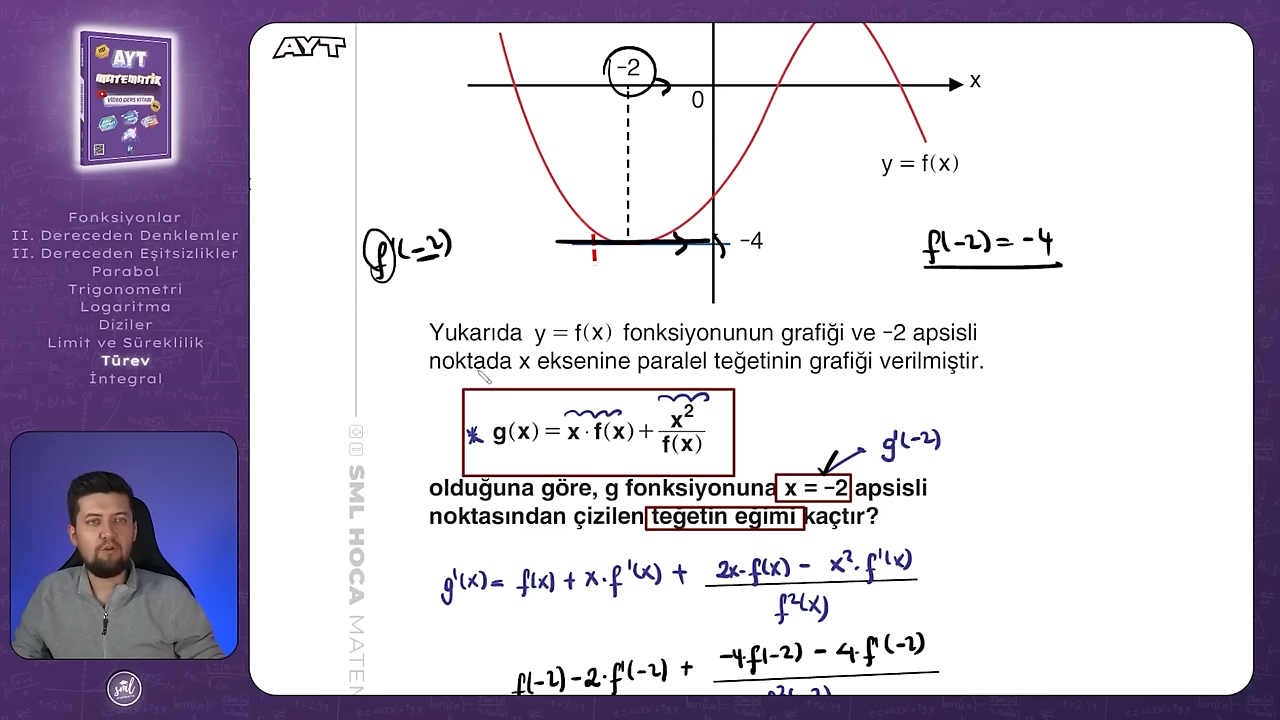 AYT
MATEMATİK
VİDEO DERS KİTABI
Fonksiyonlar
II. Dereceden Denklemler
II. Dereceden Eşitsizlikler
Parabol
Trigonometri
Logaritma
Diziler
Limit ve Süreklilik
Türev
İntegral
sml
AYT
SML HOCA MATEM
-2
0
x
y = f(x)
-4
f'(-2)
f(-2) = -4
Yukarıda y = f(x) fonksiyonunun grafiği ve -2 apsisli
noktada x eksenine paralel teğetinin grafiği verilmiştir.
* g(x) = x · f(x) + x²/f(x)
g'(-2)
olduğuna göre, g fonksiyonuna x = -2 apsisli
noktasından çizilen teğetin eğimi kaçtır?
g'(x) = f(x) + x · f'(x) + 2x · f(x) - x² · f'(x)
f²(x)
f(-2) - 2 · f'(-2) + -4 · f(-2) - 4 · f'(-2)